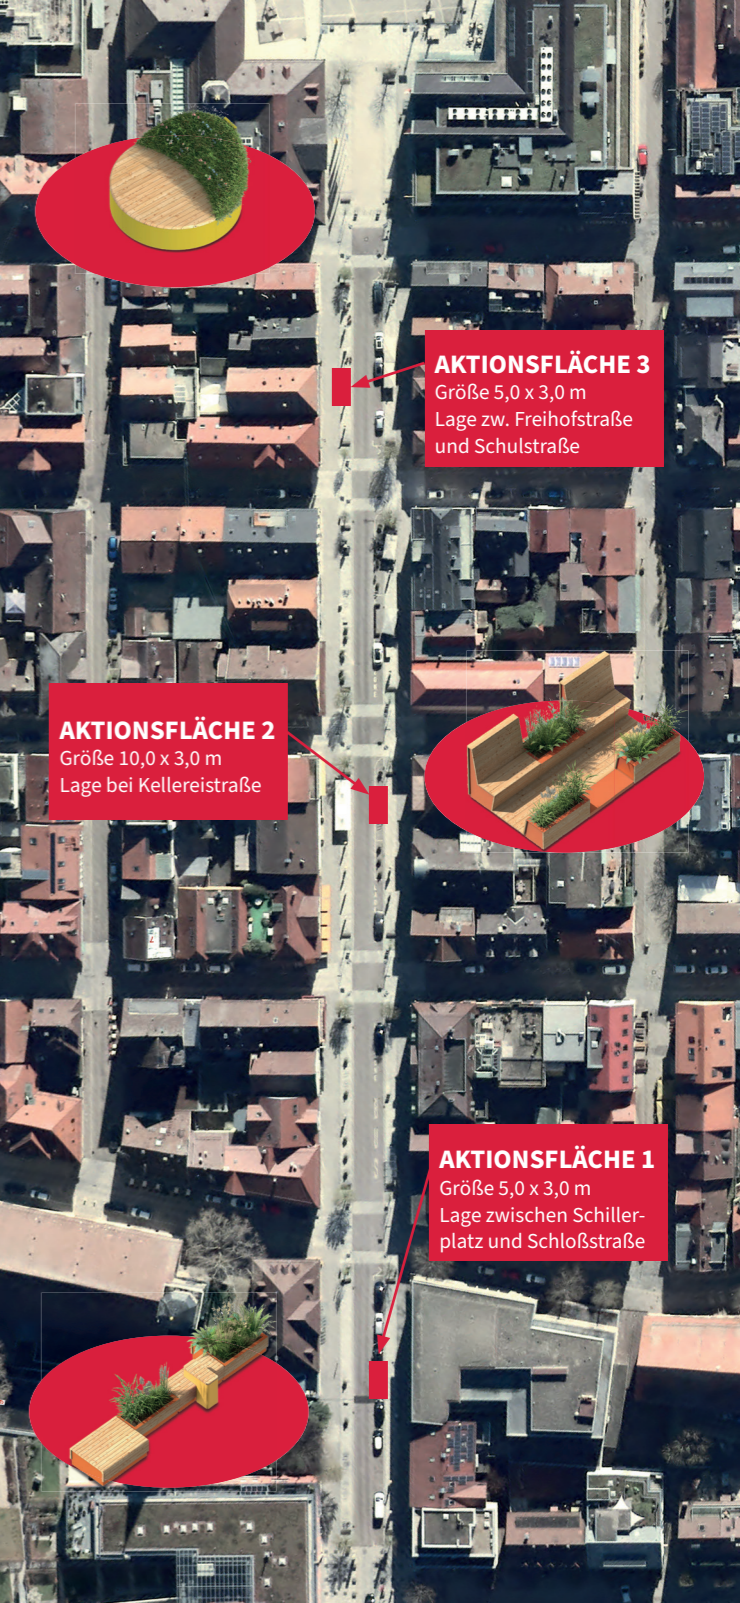 AKTIONSFLÄCHE 3
Größe 5,0 x 3,0 m
Lage zw. Freihofstraße
und Schulstraße
AKTIONSFLÄCHE 2
Größe 10,0 x 3,0 m
Lage bei Kellereistraße
AKTIONSFLÄCHE 1
Größe 5,0 x 3,0 m
Lage zwischen Schiller-
platz und Schloßstraße